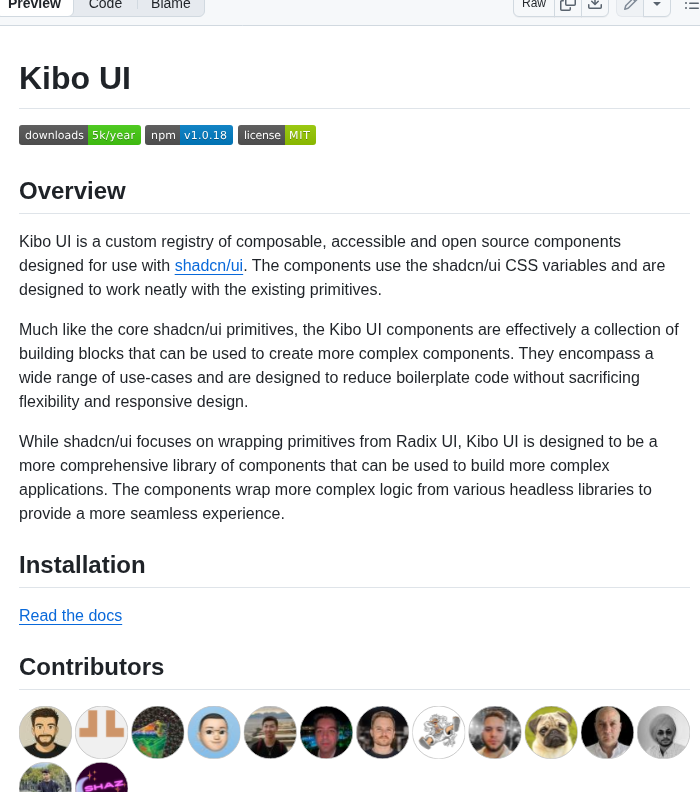 Preview Code Blame Raw
Kibo UI
downloads 5k/year npm v1.0.18 license MIT
Overview
Kibo UI is a custom registry of composable, accessible and open source components
designed for use with shadcn/ui. The components use the shadcn/ui CSS variables and are
designed to work neatly with the existing primitives.
Much like the core shadcn/ui primitives, the Kibo UI components are effectively a collection of
building blocks that can be used to create more complex components. They encompass a
wide range of use-cases and are designed to reduce boilerplate code without sacrificing
flexibility and responsive design.
While shadcn/ui focuses on wrapping primitives from Radix UI, Kibo UI is designed to be a
more comprehensive library of components that can be used to build more complex
applications. The components wrap more complex logic from various headless libraries to
provide a more seamless experience.
Installation
Read the docs
Contributors
SHAZ